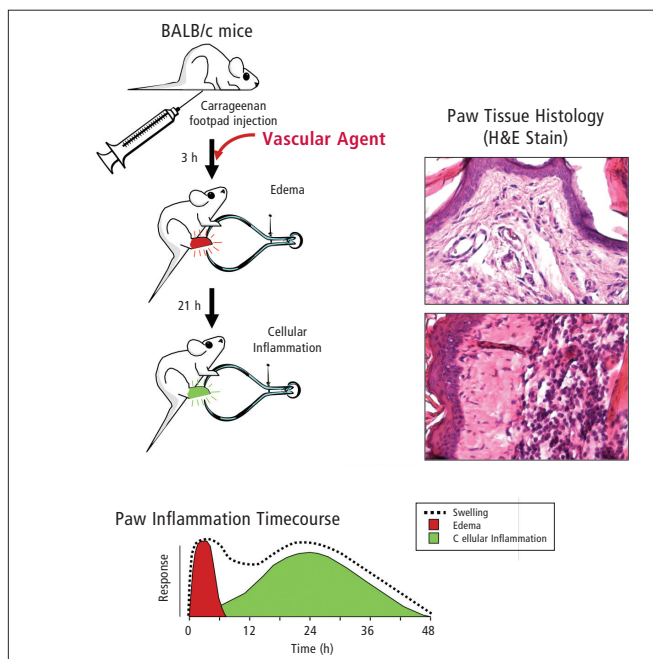 BALB/c mice
Carrageenan
footpad injection
Vascular Agent
3 h
Edema
21 h
Cellular
Inflammation
Paw Tissue Histology
(H&E Stain)
Paw Inflammation Timecourse
Swelling
Edema
C ellular Inflammation
Response
0 12 24 36 48
Time (h)